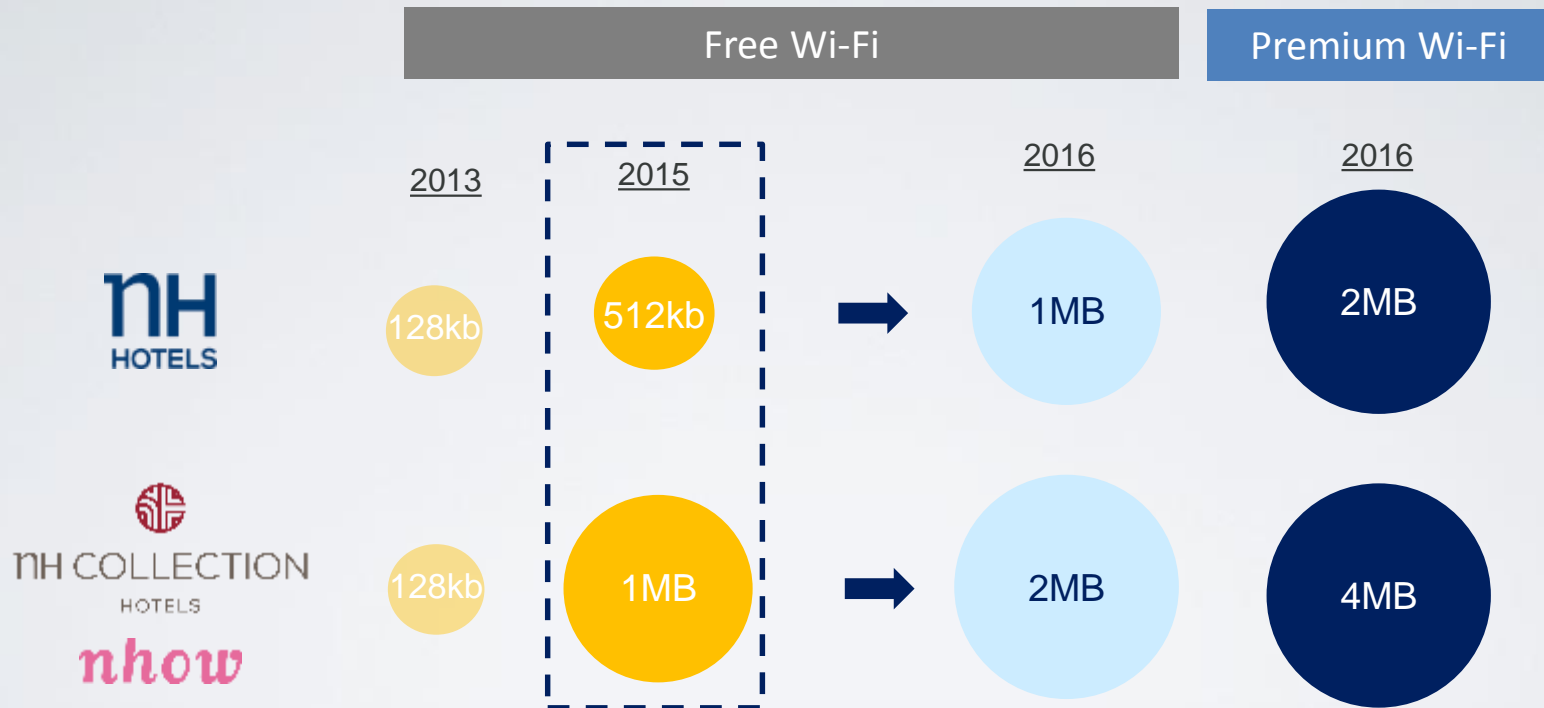 Free Wi-Fi
Premium Wi-Fi
2013
2015
2016
2016
nH
HOTELS
128kb
512kb
1MB
2MB
nH COLLECTION
HOTELS
nhow
128kb
1MB
2MB
4MB